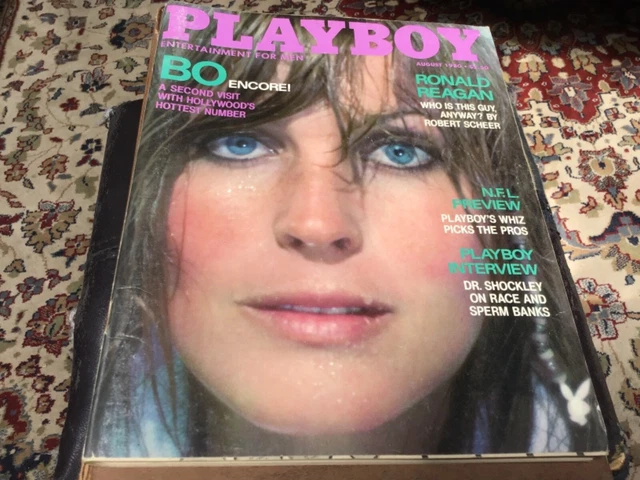 PLAYBOY
ENTERTAINMENT FOR MEN
AUGUST 1980
BO ENCORE!
A SECOND VISIT
WITH HOLLYWOOD'S
HOTTEST NUMBER
RONALD
REAGAN
WHO IS THIS GUY,
ANYWAY? BY
ROBERT SCHEER
N.F.L.
PREVIEW
PLAYBOY'S WHIZ
PICKS THE PROS
PLAYBOY
INTERVIEW
DR. SHOCKLEY
ON RACE AND
SPERM BANKS